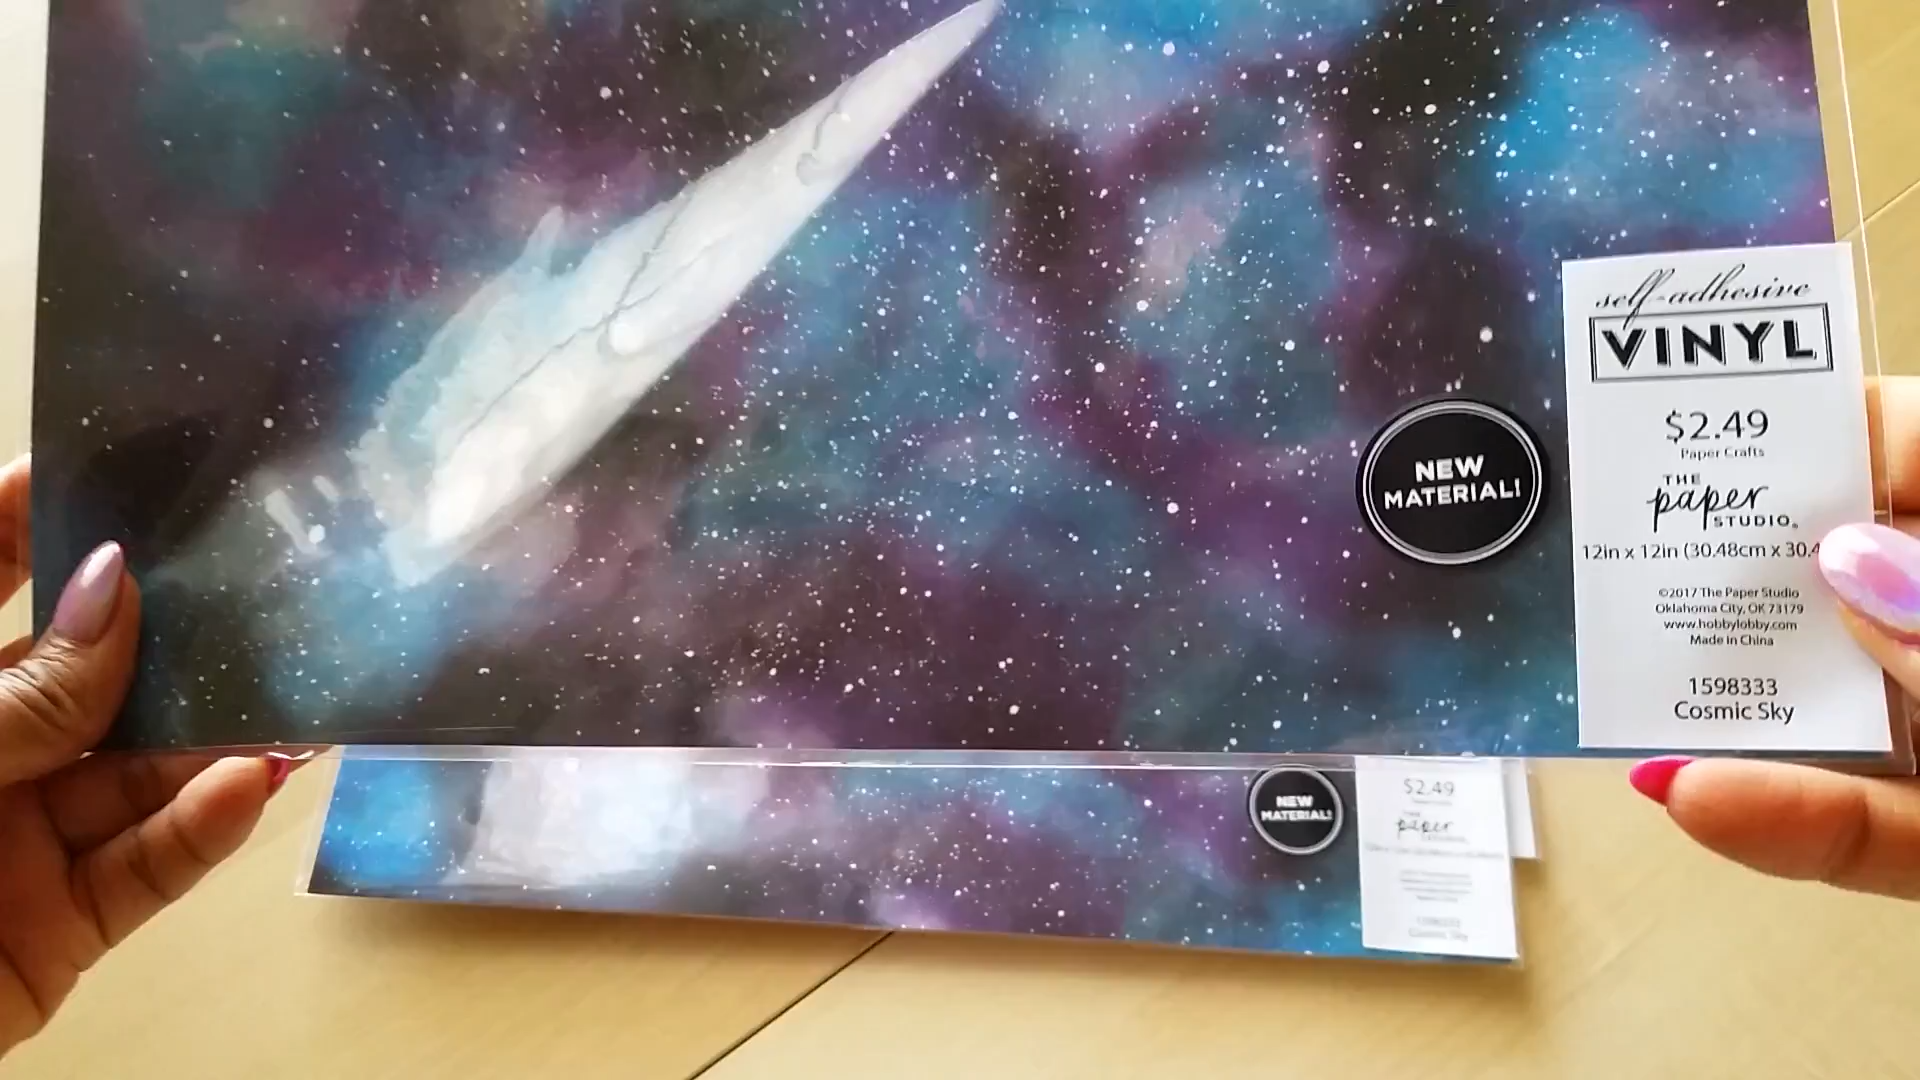 self-adhesive
VINYL
$2.49
Paper Crafts
THE
paper
STUDIO®
12in x 12in (30.48cm x 30.4
©2017 The Paper Studio
Oklahoma City, OK 73179
www.hobbylobby.com
Made in China
1598333
Cosmic Sky
NEW
MATERIAL!
NEW
MATERIAL!
$2.49
paper
Cosmic Sky